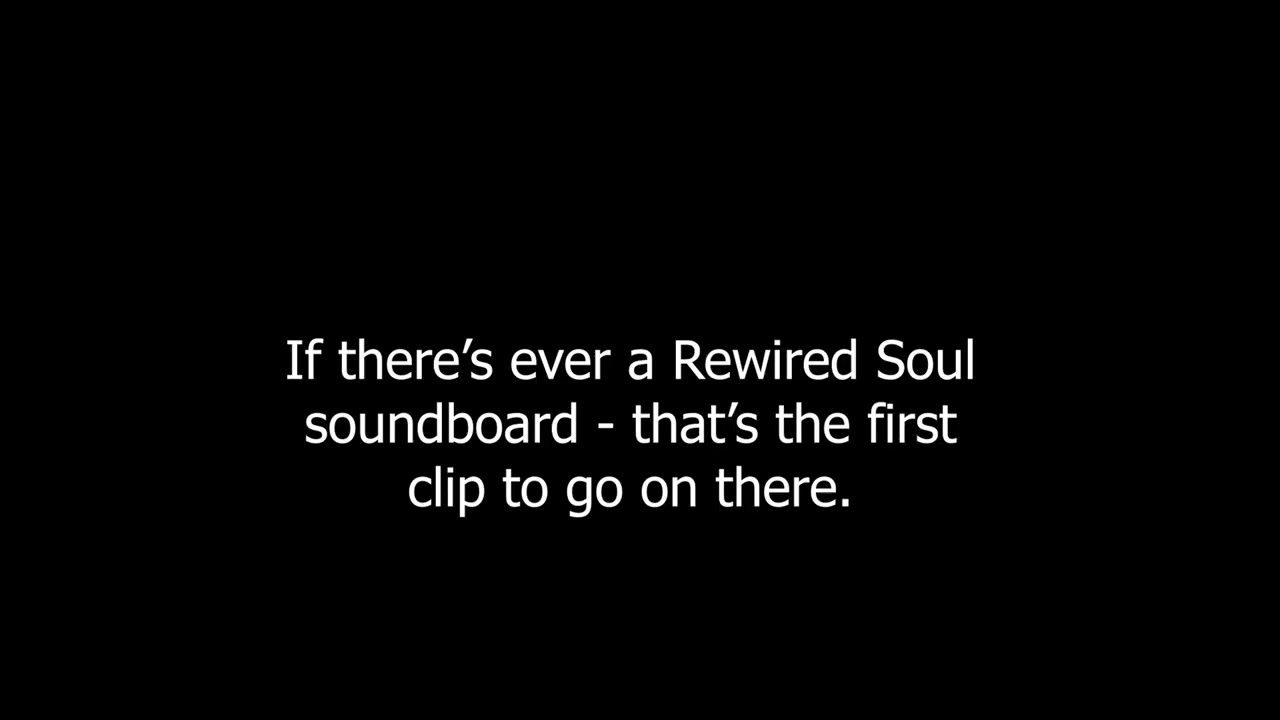 If there’s ever a Rewired Soul
soundboard - that’s the first
clip to go on there.